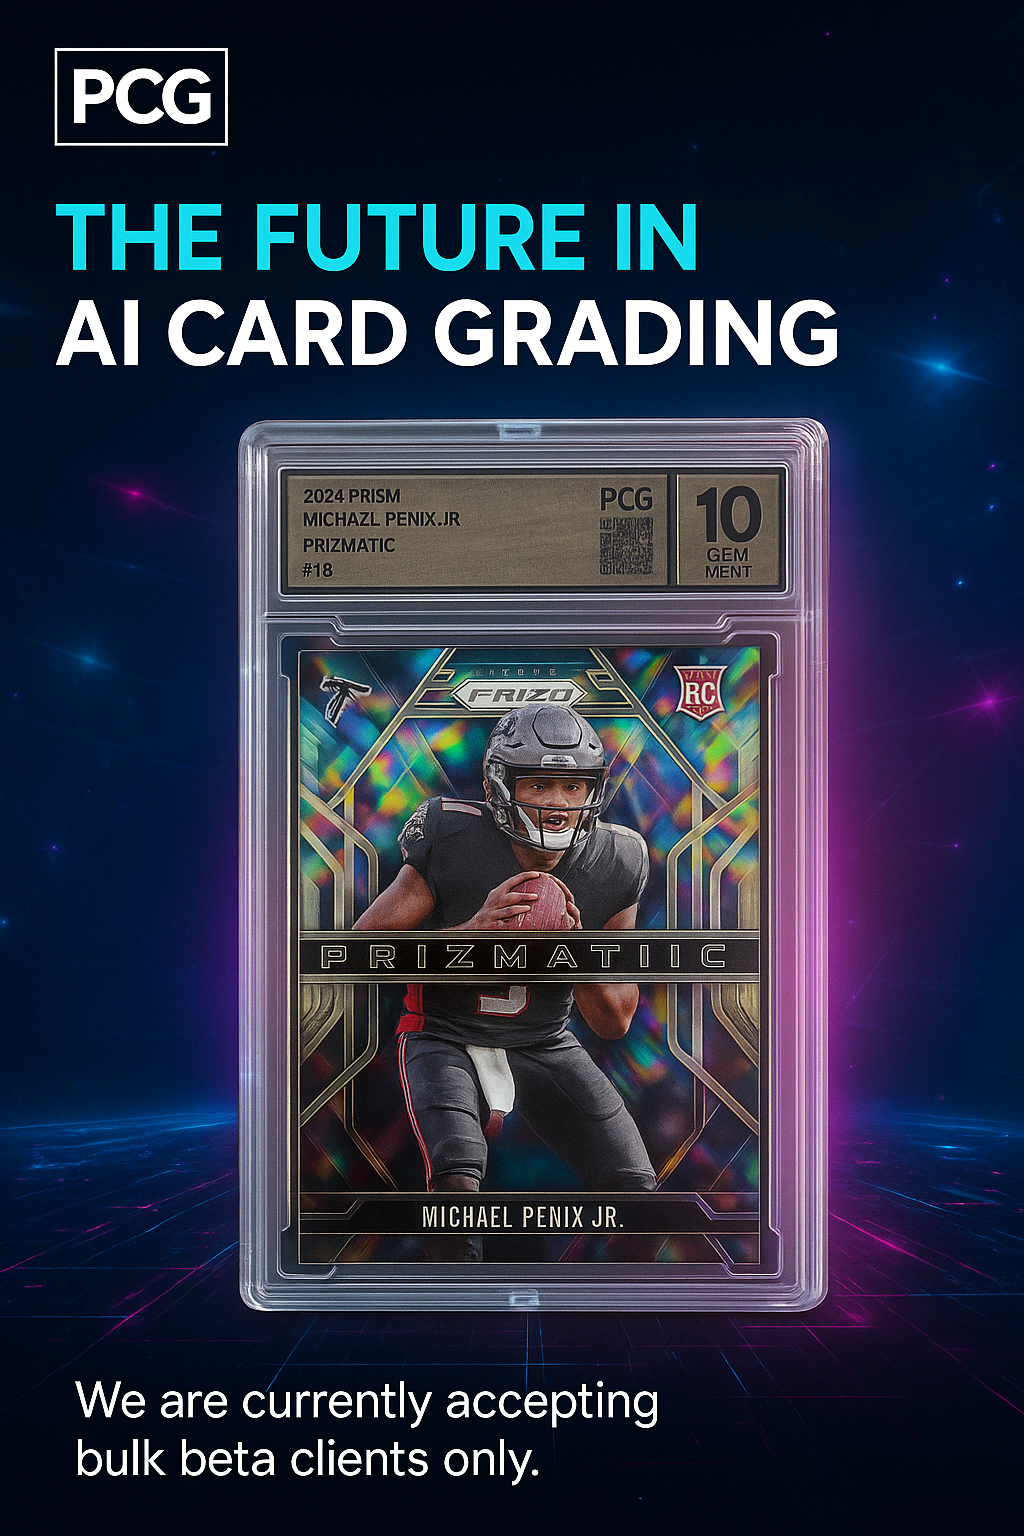 PCG
THE FUTURE IN
AI CARD GRADING
2024 PRISM
MICHAZL PENIX.JR
PRIZMATIC
#18
PCG
10
GEM
MENT
FRIZO
RC
PRIZMATIIC
MICHAEL PENIX JR.
We are currently accepting
bulk beta clients only.